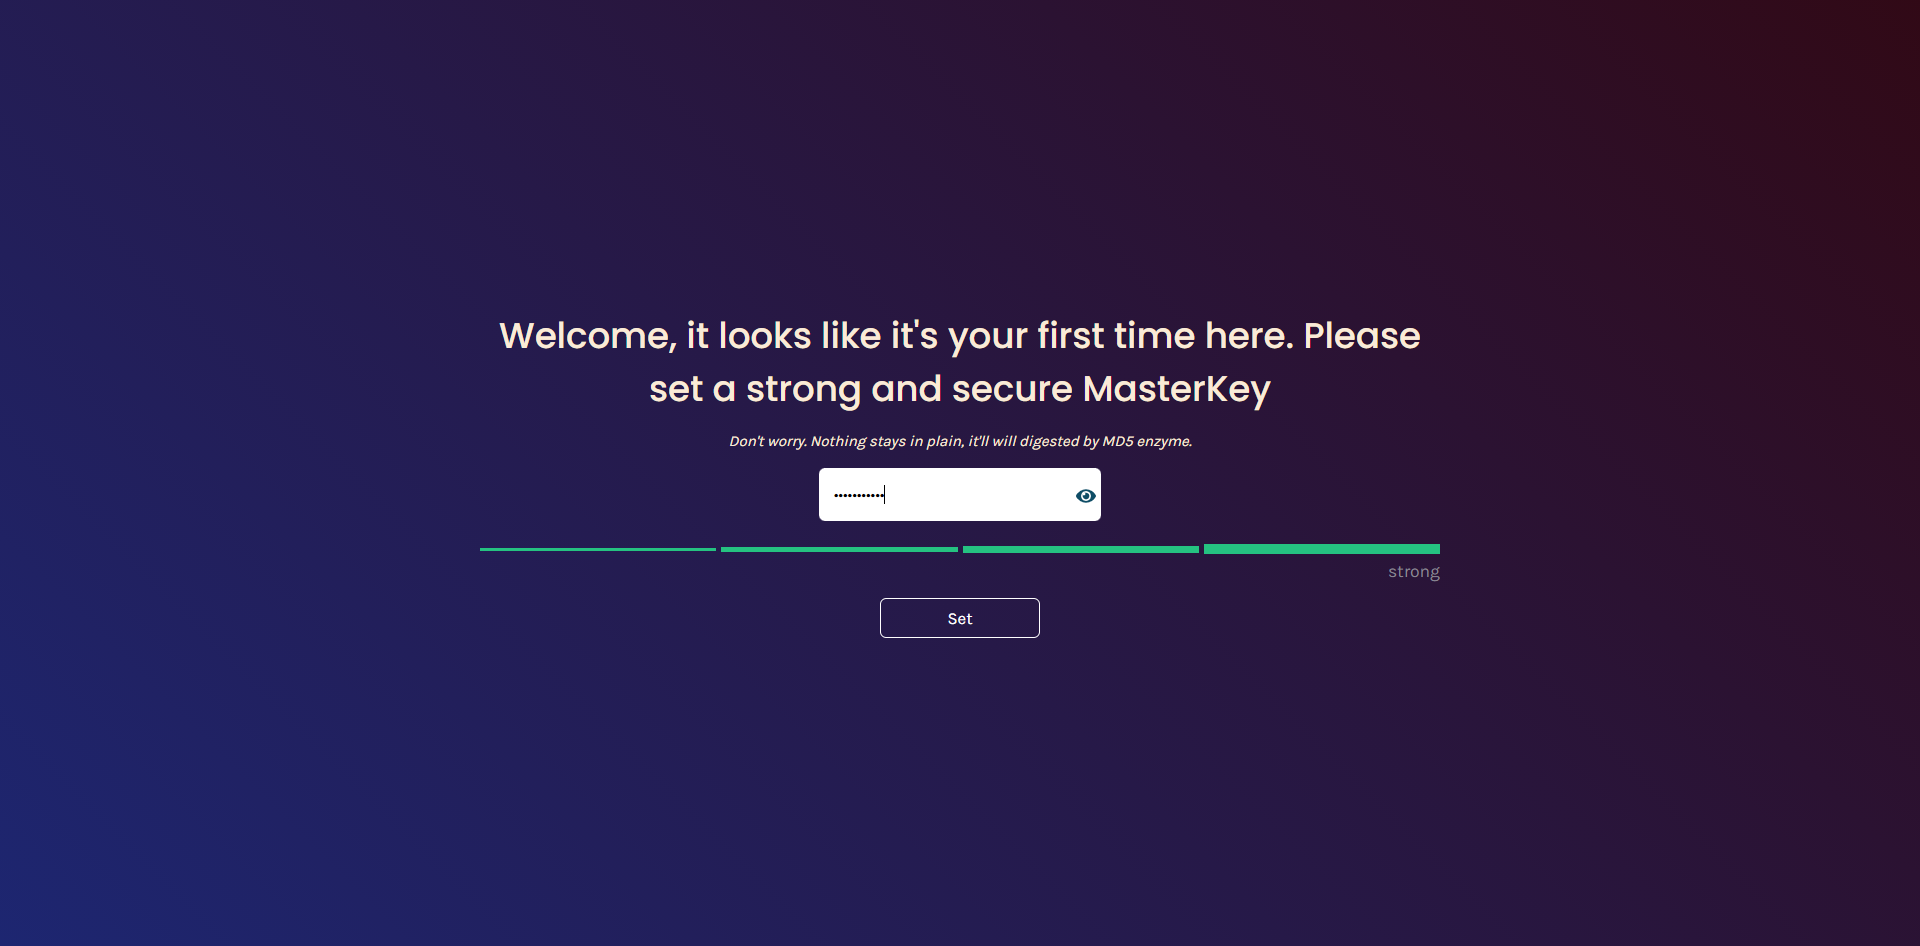 Welcome, it looks like it's your first time here. Please
set a strong and secure MasterKey
Don't worry. Nothing stays in plain, it'll will digested by MD5 enzyme.
•••••••••••
strong
Set